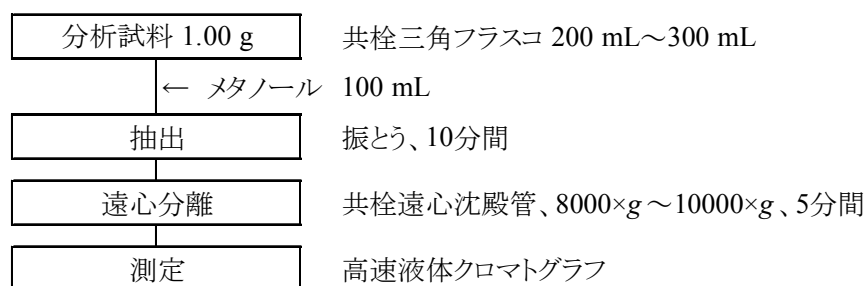 分析試料 1.00 g 共栓三角フラスコ 200 mL～300 mL
← メタノール 100 mL
抽出 振とう、10分間
遠心分離 共栓遠心沈殿管、8000×g～10000×g、5分間
測定 高速液体クロマトグラフ